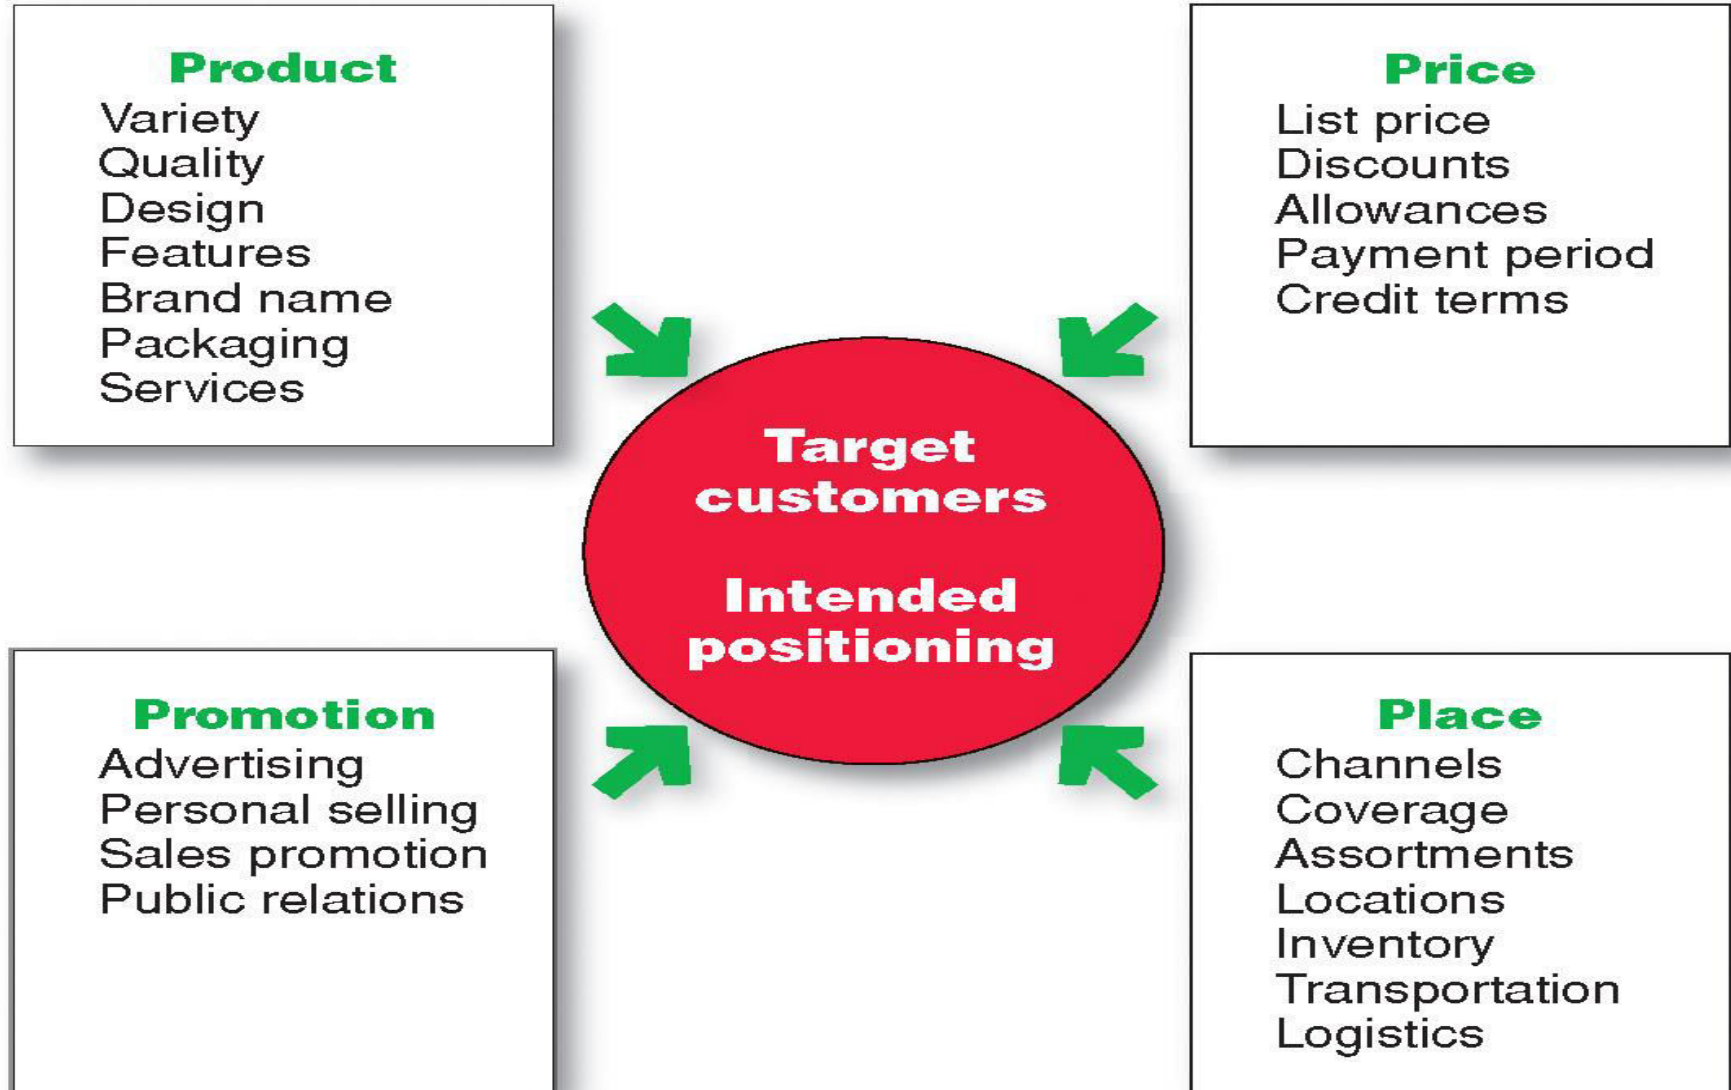 Product
Variety
Quality
Design
Features
Brand name
Packaging
Services
Price
List price
Discounts
Allowances
Payment period
Credit terms
Target
customers
Intended
positioning
Promotion
Advertising
Personal selling
Sales promotion
Public relations
Place
Channels
Coverage
Assortments
Locations
Inventory
Transportation
Logistics